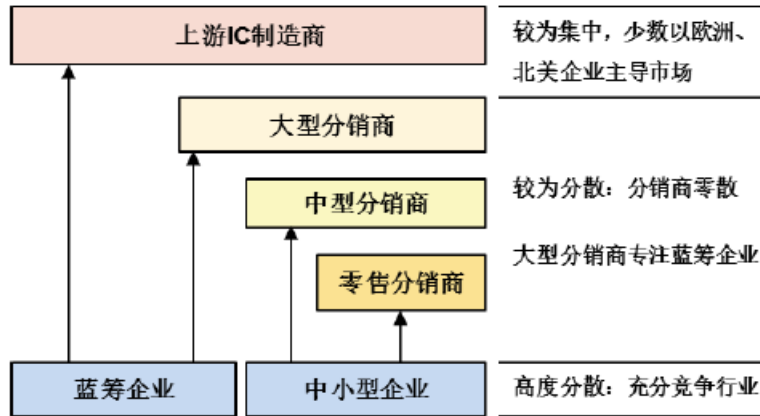 上游IC制造商
较为集中，少数以欧洲、
北美企业主导市场
大型分销商
中型分销商
较为分散：分销商零散
零售分销商
大型分销商专注蓝筹企业
蓝筹企业
中小型企业
高度分散：充分竞争行业